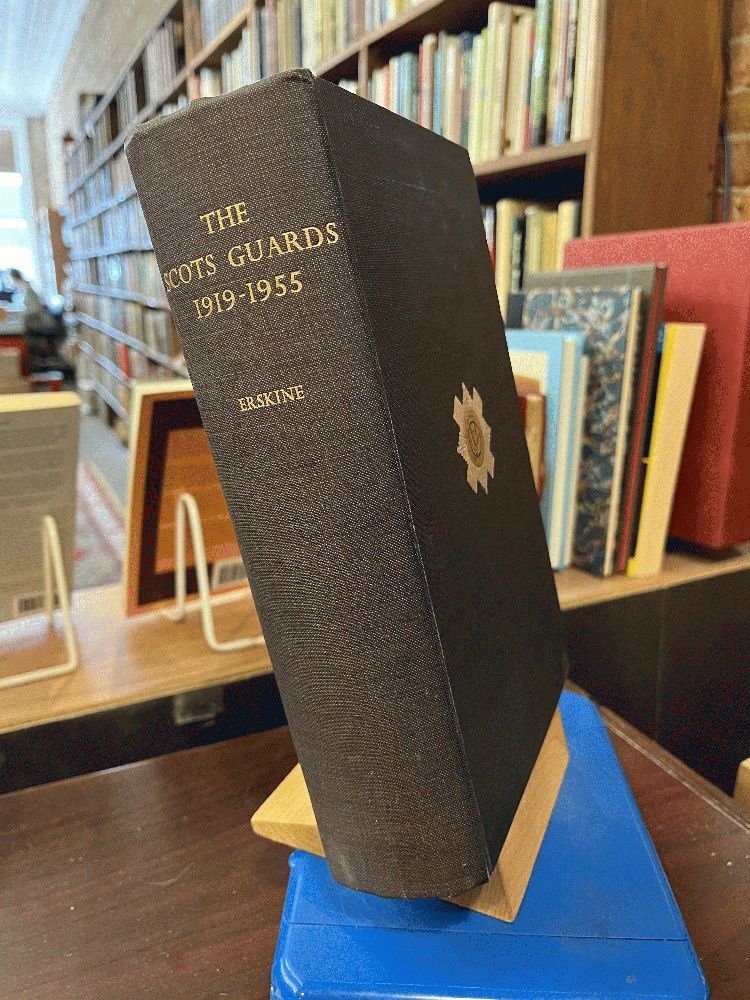 THE
SCOTS GUARDS
1919-1955
ERSKINE